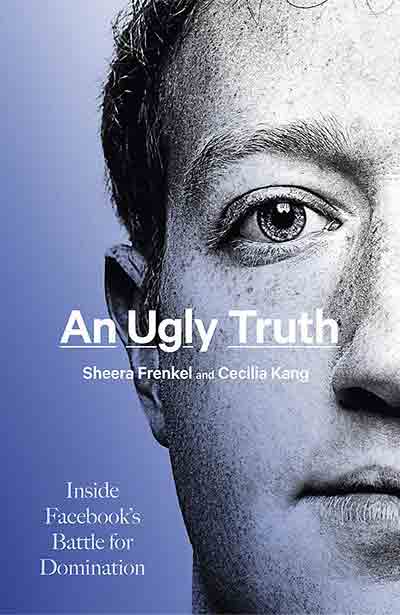 An Ugly Truth
Sheera Frenkel and Cecilia Kang
Inside
Facebook's
Battle for
Domination